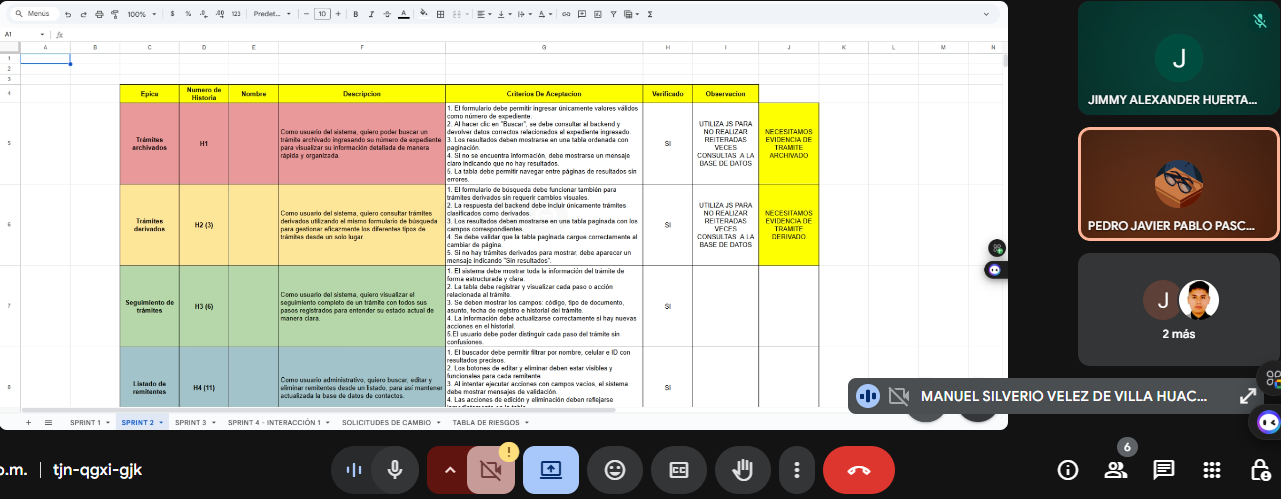 Menús
100%
$
%
.0
.00
123
Predet...
10
B
I
A
A1
fx
A
B
C
D
E
F
G
H
I
J
K
L
M
N
1
2
3
4
Epica
Numero de
Historia
Nombre
Descripcion
Criterios De Aceptacion
Verificado
Observacion
5
Trámites
archivados
H1
Como usuario del sistema, quiero poder buscar un
trámite archivado ingresando su número de expediente
para visualizar su información detallada de manera
rápida y organizada.
1. El formulario debe permitir ingresar únicamente valores válidos
como número de expediente.
2. Al hacer clic en "Buscar", se debe consultar al backend y
devolver datos correctos relacionados al expediente ingresado.
3. Los resultados deben mostrarse en una tabla ordenada con
paginación.
4. Si no se encuentra información, debe mostrarse un mensaje
claro indicando que no hay resultados.
5. La tabla debe permitir navegar entre páginas de resultados sin
errores.
SI
UTILIZA JS PARA
NO REALIZAR
REITERADAS
VECES
CONSULTAS A LA
BASE DE DATOS
NECESITAMOS
EVIDENCIA DE
TRAMITE
ARCHIVADO
6
Trámites
derivados
H2 (3)
Como usuario del sistema, quiero consultar trámites
derivados utilizando el mismo formulario de búsqueda
para gestionar eficazmente los diferentes tipos de
trámites desde un solo lugar.
1. El formulario de búsqueda debe funcionar también para
trámites derivados sin requerir cambios visuales.
2. La respuesta del backend debe incluir únicamente trámites
clasificados como derivados.
3. Los resultados deben mostrarse en una tabla paginada con los
campos correspondientes.
4. Se debe validar que la tabla paginada cargue correctamente al
cambiar de página.
5. Si no hay trámites derivados para mostrar, debe aparecer un
mensaje indicando "Sin resultados".
SI
UTILIZA JS PARA
NO REALIZAR
REITERADAS
VECES
CONSULTAS A LA
BASE DE DATOS
NECESITAMOS
EVIDENCIA DE
TRAMITE
DERIVADO
7
Seguimiento de
trámites
H3 (6)
Como usuario del sistema, quiero visualizar el
seguimiento completo de un trámite con todos sus
pasos registrados para entender su estado actual de
manera clara.
1. El sistema debe mostrar toda la información del trámite de
forma estructurada y clara.
2. La tabla debe registrar y visualizar cada paso o acción
relacionada al trámite.
3. Se deben mostrar los campos: código, tipo de documento,
asunto, fecha de registro e historial del trámite.
4. La información debe actualizarse correctamente si hay nuevas
acciones en el historial.
5.El usuario debe poder distinguir cada paso del trámite sin
confusiones.
SI
8
Listado de
remitentes
H4 (11)
Como usuario administrativo, quiero buscar, editar y
eliminar remitentes desde un listado, para así mantener
actualizada la base de datos de contactos.
1. El buscador debe permitir filtrar por nombre, celular e ID con
resultados precisos.
2. Los botones de editar y eliminar deben estar visibles y
funcionales para cada remitente.
3. Al intentar ejecutar acciones con campos vacíos, el sistema
debe mostrar mensajes de validación.
4. Las acciones de edición y eliminación deben reflejarse
inmediatamente en la tabla.
SI
SPRINT 1
SPRINT 2
SPRINT 3
SPRINT 4 - INTERACCIÓN 1
SOLICITUDES DE CAMBIO
TABLA DE RIESGOS
J
JIMMY ALEXANDER HUERTA...
PEDRO JAVIER PABLO PASC...
J
2 más
MANUEL SILVERIO VELEZ DE VILLA HUAC...
p.m.
tjn-qgxi-gjk
CC
6